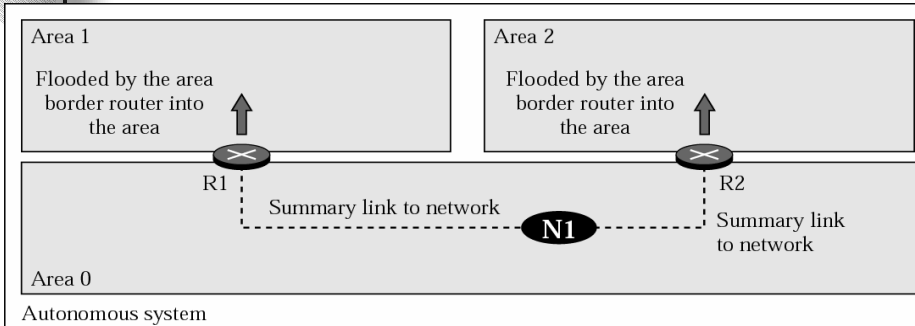 Area 1
Flooded by the area
border router into
the area
R1
Area 2
Flooded by the area
border router into
the area
R2
Summary link to network
N1
Summary link
to network
Area 0
Autonomous system